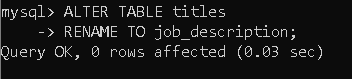 mysql> ALTER TABLE titles
    -> RENAME TO job_description;
Query OK, 0 rows affected (0.03 sec)